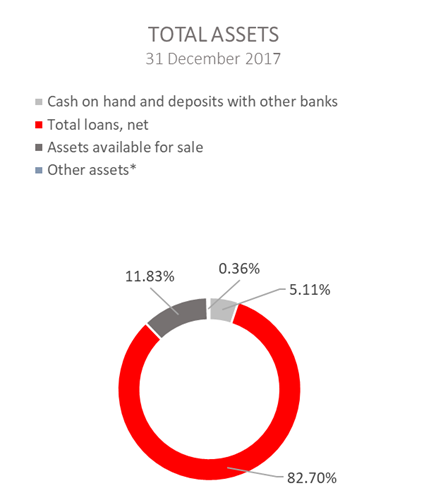 TOTAL ASSETS
31 December 2017
Cash on hand and deposits with other banks
Total loans, net
Assets available for sale
Other assets*
11.83%
0.36%
5.11%
82.70%